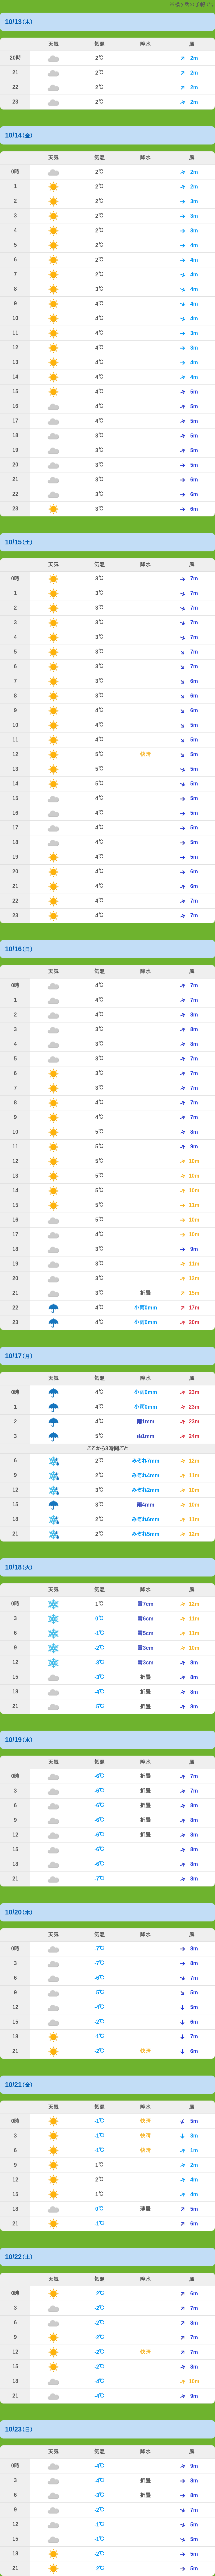 10/13(木)
天気 気温 降水 風
20時 2℃ 2m
21 2℃ 2m
22 2℃ 2m
23 2℃ 2m
10/14(金)
天気 気温 降水 風
0時 2℃ 2m
1 2℃ 2m
2 2℃ 3m
3 2℃ 3m
4 2℃ 3m
5 2℃ 4m
6 2℃ 4m
7 2℃ 4m
8 3℃ 4m
9 4℃ 4m
10 4℃ 4m
11 4℃ 3m
12 4℃ 3m
13 4℃ 4m
14 4℃ 4m
15 4℃ 5m
16 4℃ 5m
17 4℃ 5m
18 3℃ 5m
19 3℃ 5m
20 3℃ 5m
21 3℃ 6m
22 3℃ 6m
23 3℃ 6m
10/15(土)
天気 気温 降水 風
0時 3℃ 7m
1 3℃ 7m
2 3℃ 7m
3 3℃ 7m
4 3℃ 7m
5 3℃ 7m
6 3℃ 7m
7 3℃ 6m
8 3℃ 6m
9 4℃ 6m
10 4℃ 5m
11 4℃ 5m
12 5℃ 快晴 5m
13 5℃ 5m
14 5℃ 5m
15 4℃ 5m
16 4℃ 5m
17 4℃ 5m
18 4℃ 5m
19 4℃ 5m
20 4℃ 6m
21 4℃ 6m
22 4℃ 7m
23 4℃ 7m
10/16(日)
天気 気温 降水 風
0時 4℃ 7m
1 4℃ 7m
2 4℃ 8m
3 3℃ 8m
4 3℃ 8m
5 3℃ 7m
6 3℃ 7m
7 3℃ 7m
8 4℃ 7m
9 4℃ 7m
10 5℃ 8m
11 5℃ 9m
12 5℃ 10m
13 5℃ 10m
14 5℃ 10m
15 5℃ 11m
16 5℃ 10m
17 4℃ 10m
18 3℃ 9m
19 3℃ 11m
20 3℃ 12m
21 3℃ 折曇 15m
22 4℃ 小雨0mm 17m
23 4℃ 小雨0mm 20m
10/17(月)
天気 気温 降水 風
0時 4℃ 小雨0mm 23m
1 4℃ 小雨0mm 23m
2 4℃ 雨1mm 23m
3 5℃ 雨1mm 24m
ここから3時間ごと
6 2℃ みぞれ7mm 12m
9 2℃ みぞれ4mm 11m
12 3℃ みぞれ2mm 10m
15 3℃ 雨4mm 10m
18 2℃ みぞれ6mm 11m
21 2℃ みぞれ5mm 12m
10/18(火)
天気 気温 降水 風
0時 1℃ 雪7cm 12m
3 0℃ 雪6cm 11m
6 -1℃ 雪5cm 11m
9 -2℃ 雪3cm 10m
12 -3℃ 雪3cm 8m
15 -3℃ 折曇 8m
18 -4℃ 折曇 8m
21 -5℃ 折曇 8m
10/19(水)
天気 気温 降水 風
0時 -6℃ 折曇 7m
3 -6℃ 折曇 7m
6 -6℃ 折曇 8m
9 -6℃ 折曇 8m
12 -6℃ 折曇 8m
15 -6℃ 8m
18 -6℃ 8m
21 -7℃ 8m
10/20(木)
天気 気温 降水 風
0時 -7℃ 8m
3 -7℃ 8m
6 -6℃ 7m
9 -5℃ 5m
12 -4℃ 5m
15 -2℃ 6m
18 -1℃ 7m
21 -2℃ 快晴 6m
10/21(金)
天気 気温 降水 風
0時 -1℃ 快晴 5m
3 -1℃ 快晴 3m
6 -1℃ 快晴 1m
9 1℃ 2m
12 2℃ 4m
15 1℃ 4m
18 0℃ 薄曇 5m
21 -1℃ 6m
10/22(土)
天気 気温 降水 風
0時 -2℃ 6m
3 -2℃ 7m
6 -2℃ 8m
9 -2℃ 7m
12 -2℃ 快晴 7m
15 -2℃ 8m
18 -4℃ 10m
21 -4℃ 9m
10/23(日)
天気 気温 降水 風
0時 -4℃ 9m
3 -4℃ 折曇 8m
6 -3℃ 折曇 8m
9 -2℃ 7m
12 -1℃ 5m
15 -1℃ 5m
18 -2℃ 5m
21 -2℃ 5m